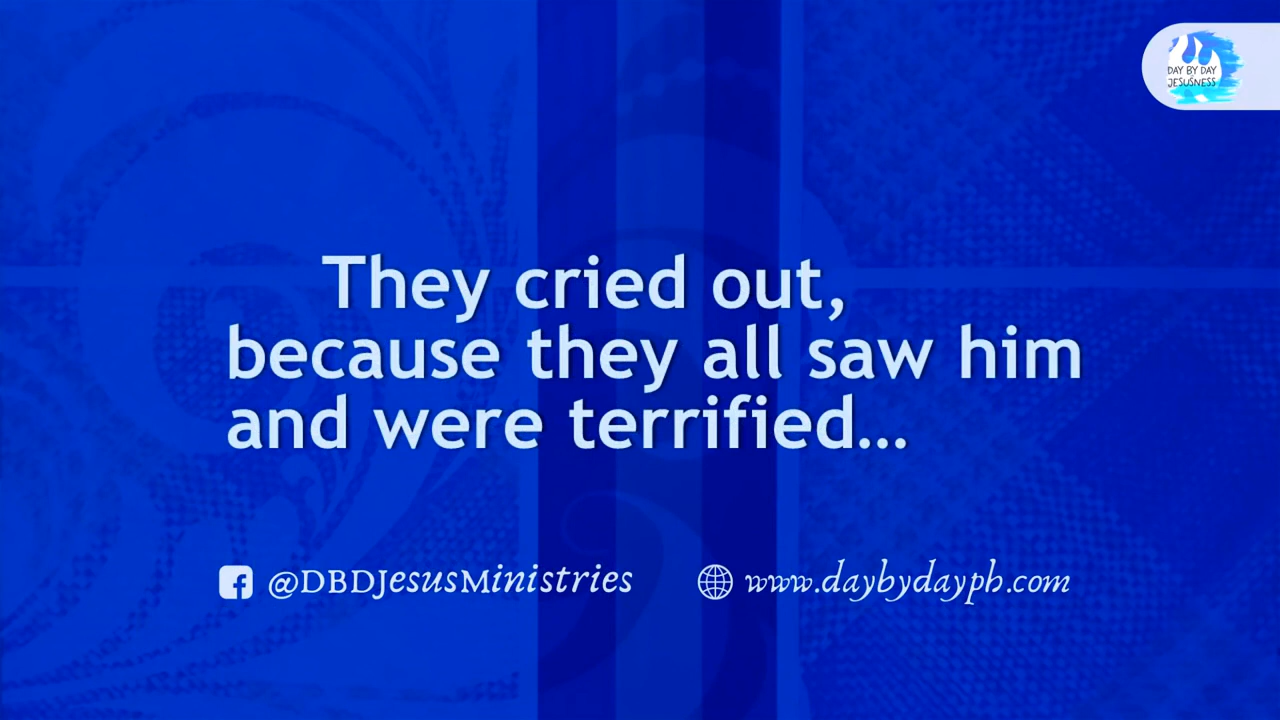 DAY BY DAY
JESUSNESS
They cried out,
because they all saw him
and were terrified...
@DBDJesusMinistries
www.daybydayph.com